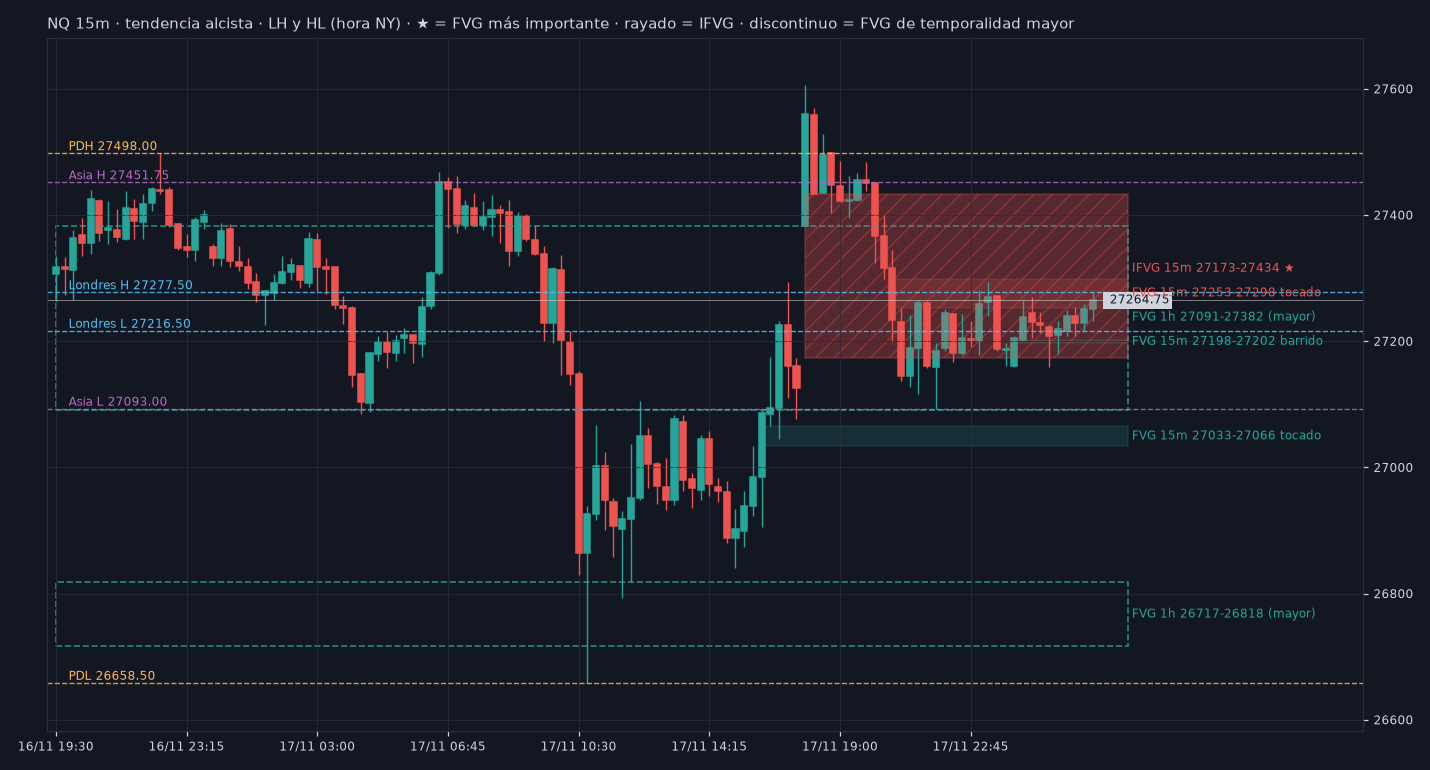 NQ 15m · tendencia alcista · LH y HL (hora NY) · ★ = FVG más importante · rayado = IFVG · discontinuo = FVG de temporalidad mayor
27600
PDH 27498.00
Asia H 27451.75
27400
IFVG 15m 27173-27434 ★
Londres H 27277.50
FVG 15m 27253-27298 tocado
27264.75
FVG 1h 27091-27382 (mayor)
Londres L 27216.50
27200
FVG 15m 27198-27202 barrido
Asia L 27093.00
FVG 15m 27033-27066 tocado
27000
26800
FVG 1h 26717-26818 (mayor)
PDL 26658.50
26600
16/11 19:30
16/11 23:15
17/11 03:00
17/11 06:45
17/11 10:30
17/11 14:15
17/11 19:00
17/11 22:45